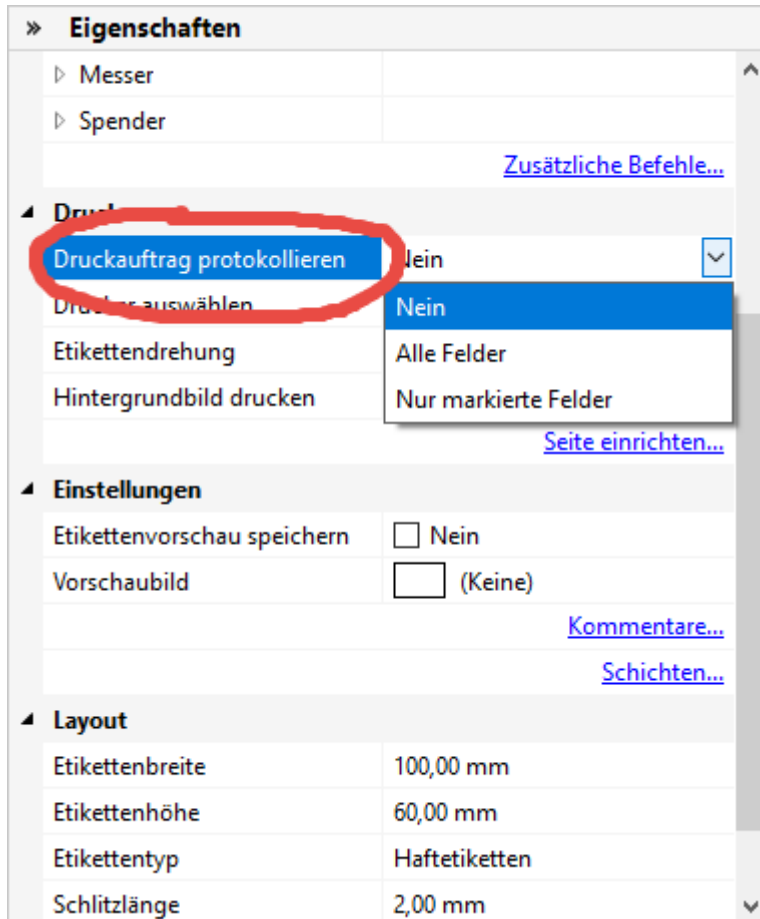 Eigenschaften
Messer
Spender
Zusätzliche Befehle...
Druckauftrag protokollieren Nein
Nein
Drucker auswählen
Alle Felder
Etikettendrehung
Nur markierte Felder
Hintergrundbild drucken
Seite einrichten...
Einstellungen
Etikettenvorschau speichern Nein
Vorschaubild (Keine)
Kommentare...
Schichten...
Layout
Etikettenbreite 100,00 mm
Etikettenhöhe 60,00 mm
Etikettentyp Haftetiketten
Schlitzlänge 2,00 mm